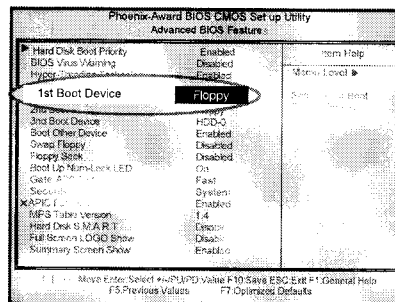 Phoenix-Award BIOS CMOS Set up Utility
Advanced BIOS Feature
Hard Disk Boot Priority Enabled Item Help
BIOS Virus Warning Disabled
Enabled Menu Level ▶
1st Boot Device Floppy
Boot Device HDD-0
Boot Other Device Enabled
Swap Floppy Disabled
Floppy Seek Disabled
Boot Up Num-Lock LED On
Gate Fast
System
XAPIC Enabled
MPS Table Version 1.4
Hard Disk S.M.A.R.T
Full Screen LOGO Show
Summary Screen Show Enabled
Move Enter:Select +/-/PU/PD:Value F10:Save ESC:Exit F1:General Help
F5:Previous Values F7:Optimized Defaults